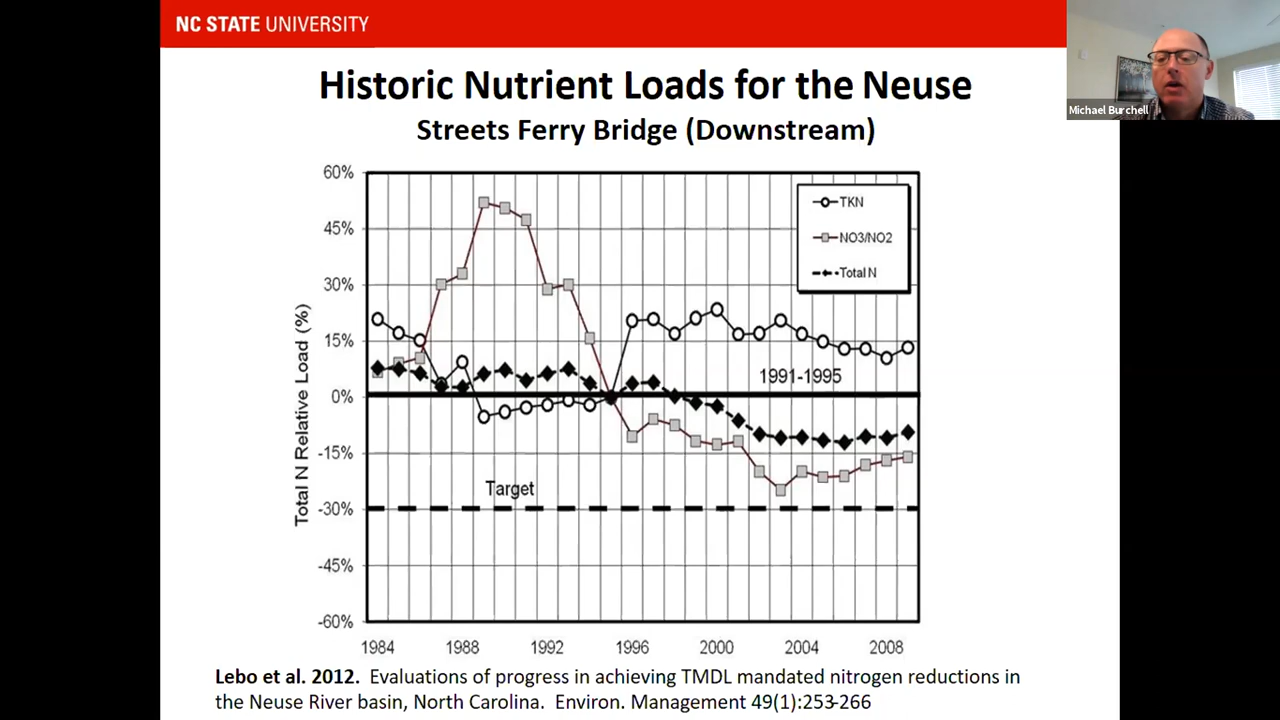 NC STATE UNIVERSITY
Michael Burchell
Historic Nutrient Loads for the Neuse
Streets Ferry Bridge (Downstream)
Total N Relative Load (%)
60%
45%
30%
15%
0%
-15%
-30%
-45%
-60%
TKN
NO3/NO2
Total N
1991-1995
Target
1984 1988 1992 1996 2000 2004 2008
Lebo et al. 2012. Evaluations of progress in achieving TMDL mandated nitrogen reductions in
the Neuse River basin, North Carolina. Environ. Management 49(1):253-266